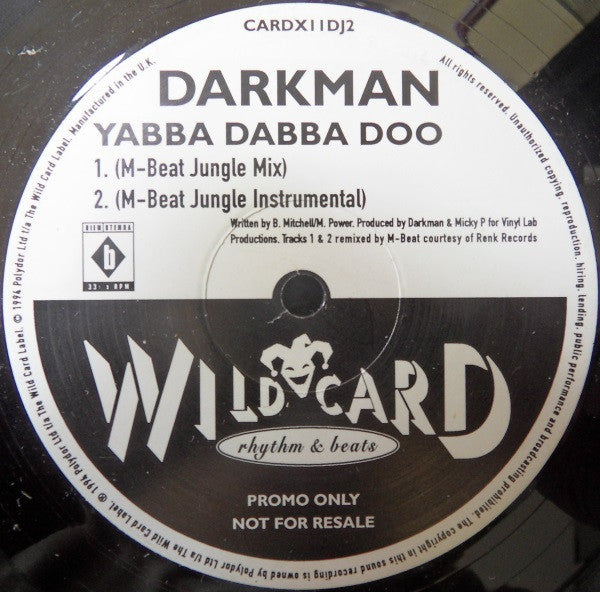 CARDX11DJ2
DARKMAN
YABBA DABBA DOO
1. (M-Beat Jungle Mix)
2. (M-Beat Jungle Instrumental)
Written by B. Mitchell/M. Power. Produced by Darkman & Micky P for Vinyl Lab
Productions. Tracks 1 & 2 remixed by M-Beat courtesy of Renk Records
b
RPM
WILD CARD
rhythm & beats
PROMO ONLY
NOT FOR RESALE
℗ 1994 Polydor Ltd t/a The Wild Card Label. © 1994 Polydor Ltd t/a The Wild Card Label. Manufactured in the U.K.
All rights reserved. Unauthorized copying, reproduction, hiring, lending, public performance and broadcasting prohibited. The copyright in this sound recording is owned by Polydor Ltd t/a The Wild Card Label.